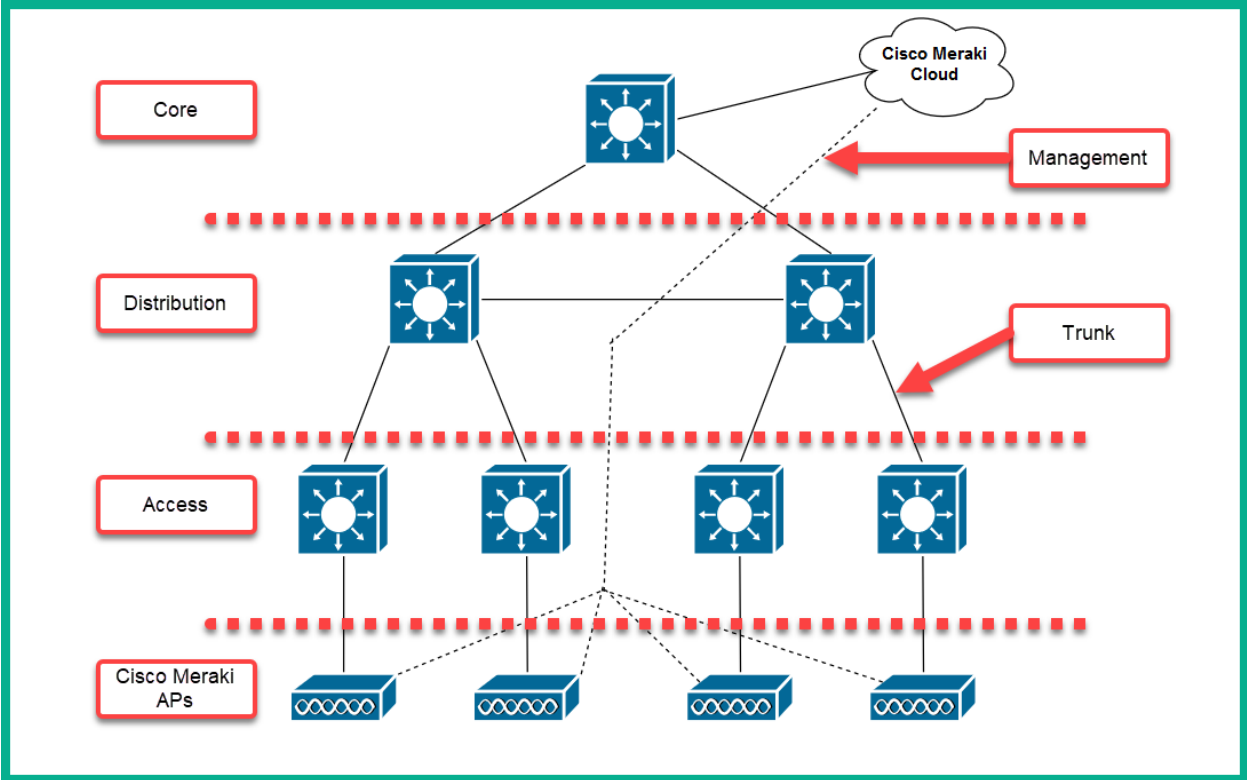 Cisco Meraki
Cloud
Core
Management
Distribution
Trunk
Access
Cisco Meraki
APs